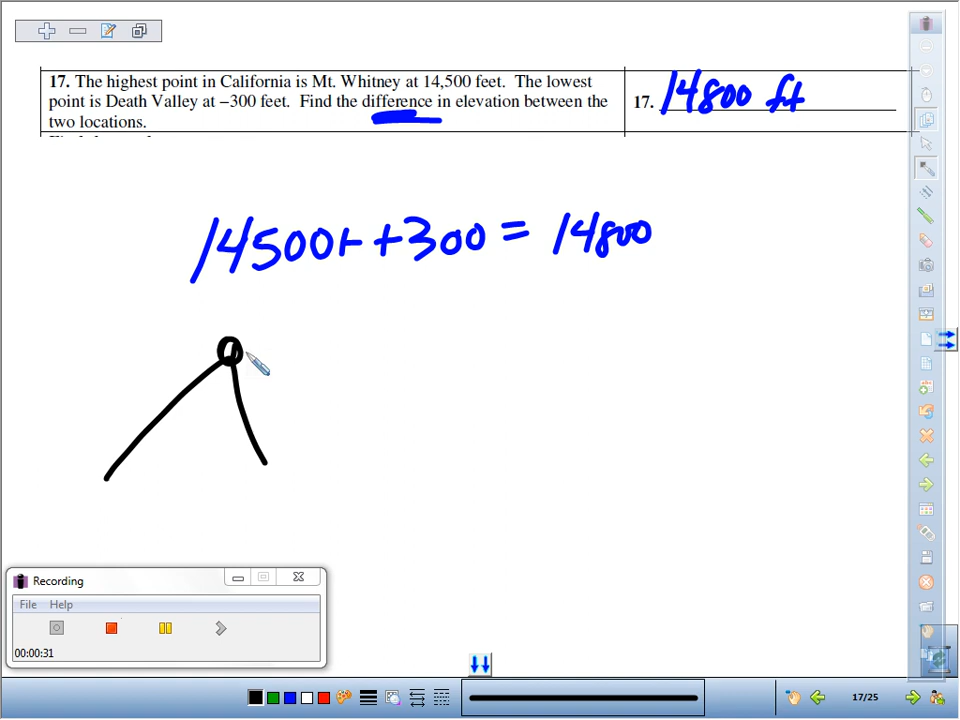 17. The highest point in California is Mt. Whitney at 14,500 feet. The lowest
point is Death Valley at −300 feet. Find the difference in elevation between the
two locations.
17. 14800 ft
14500+ +300 = 14800
Recording
File Help
00:00:31
17/25